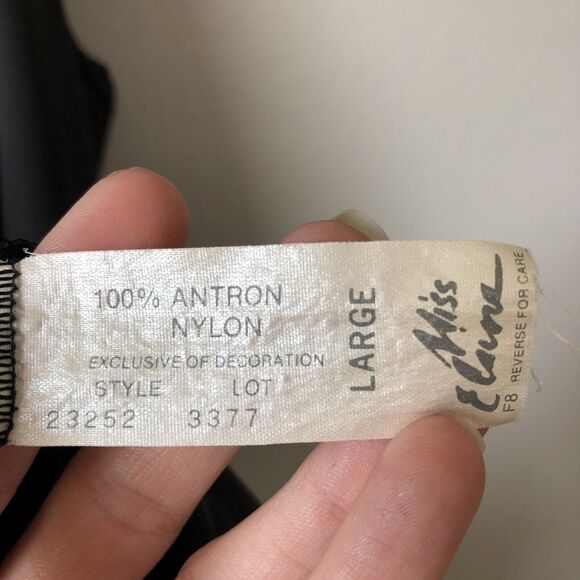 100% ANTRON
NYLON
EXCLUSIVE OF DECORATION
STYLE LOT
23252 3377
LARGE
Miss
Elaine
F8 REVERSE FOR CARE